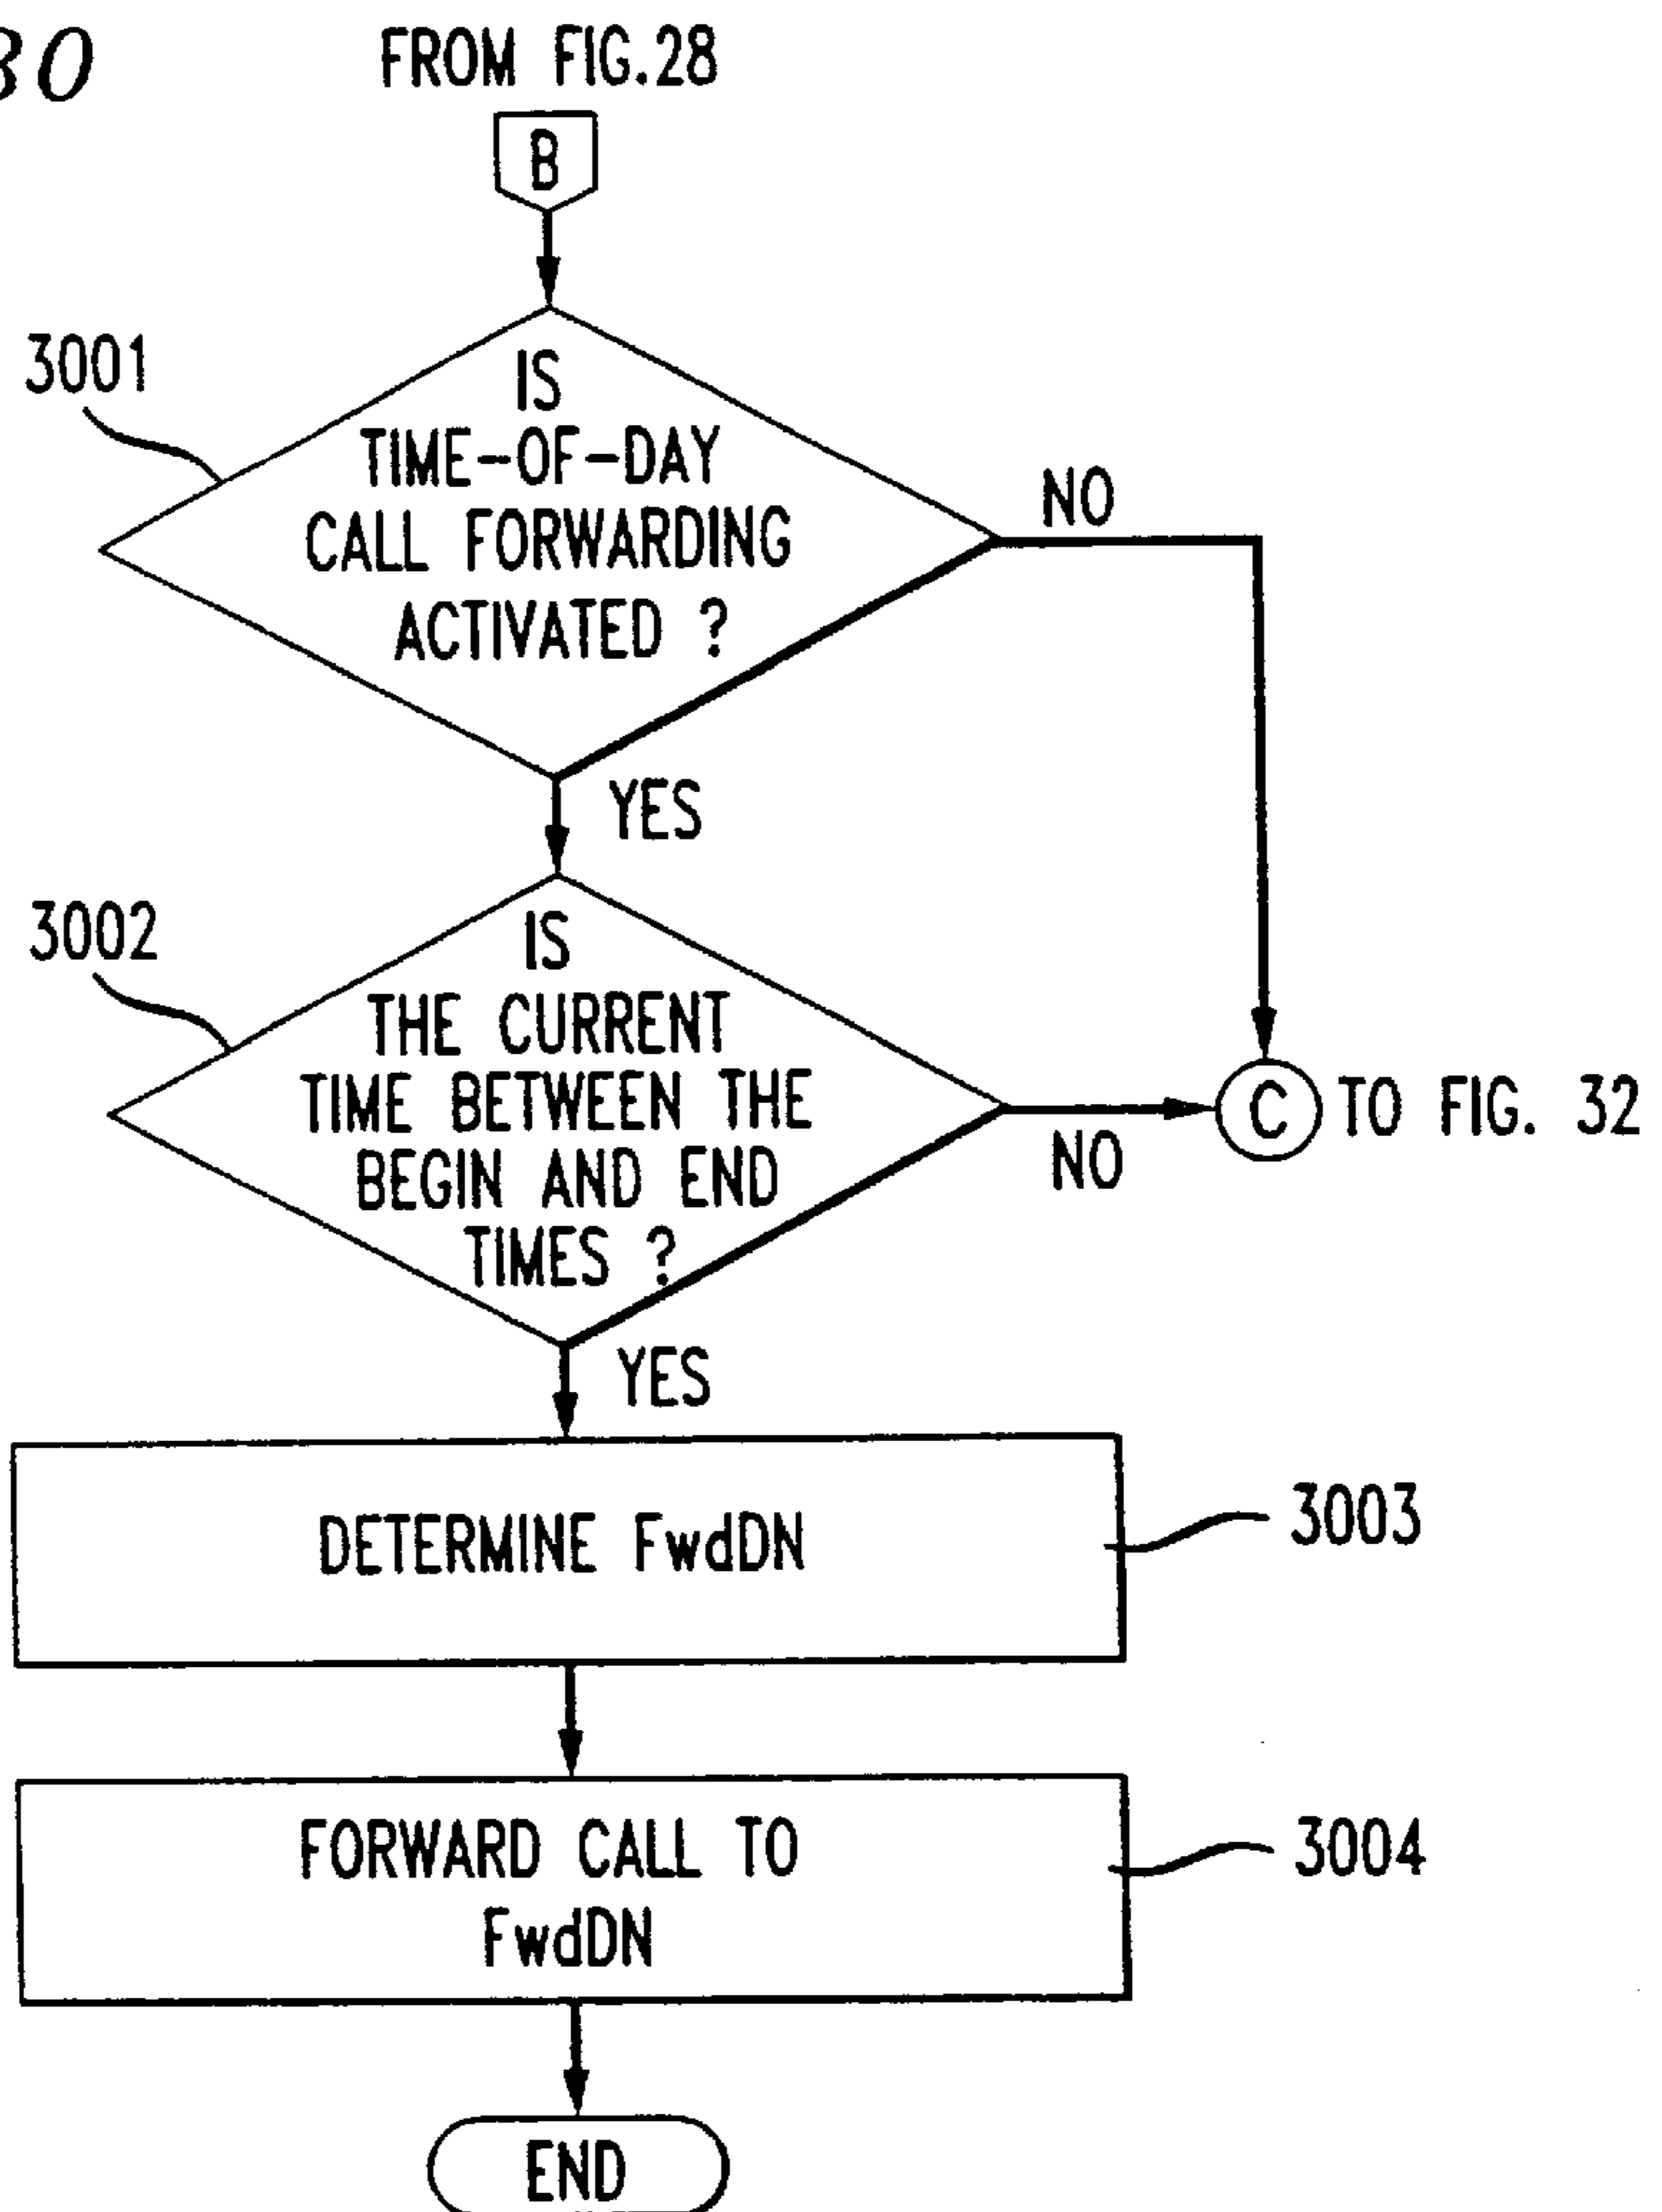 30
FROM FIG.28
B
3001
IS
TIME-OF-DAY
CALL FORWARDING
ACTIVATED ?
NO
YES
3002
IS
THE CURRENT
TIME BETWEEN THE
BEGIN AND END
TIMES ?
NO
C TO FIG. 32
YES
DETERMINE FwdDN
3003
FORWARD CALL TO
FwdDN
3004
END